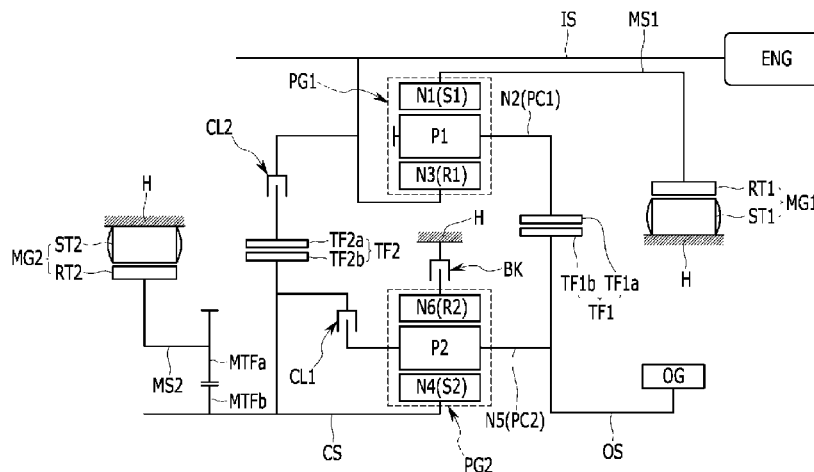 IS
MS1
ENG
PG1
N1(S1)
N2(PC1)
CL2
P1
N3(R1)
H
H
RT1
MG1
ST1
ST2
MG2
RT2
TF2a
TF2
TF2b
BK
TF1b
TF1a
TF1
H
N6(R2)
P2
MTFa
MS2
MTFb
CL1
N4(S2)
OG
CS
PG2
N5(PC2)
OS